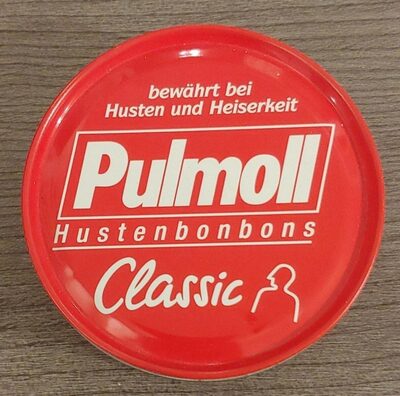 bewährt bei
Husten und Heiserkeit
Pulmoll
Hustenbonbons
Classic